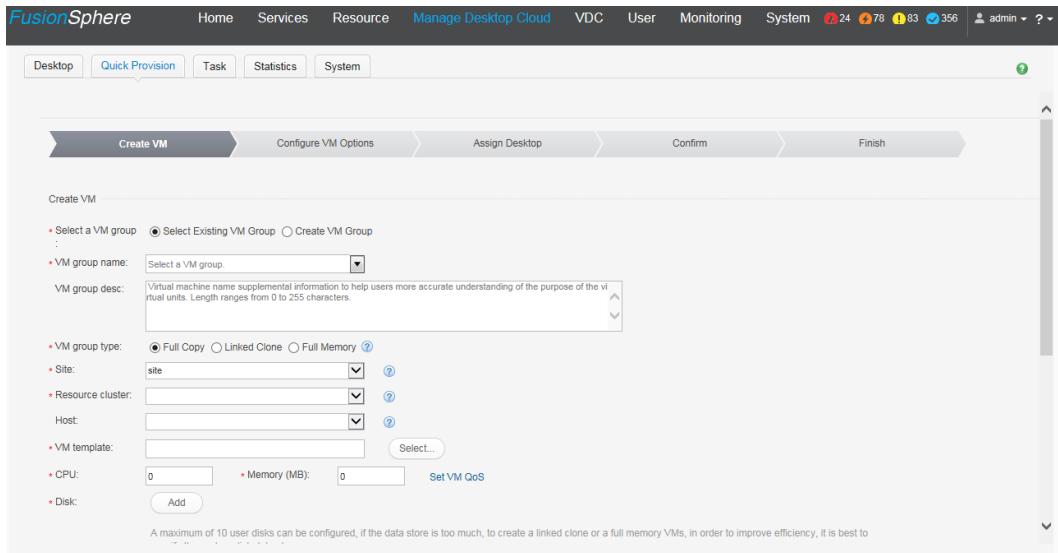 FusionSphere Home Services Resource Manage Desktop Cloud VDC User Monitoring System 24 78 83 356 admin ?
Desktop Quick Provision Task Statistics System ?
Create VM Configure VM Options Assign Desktop Confirm Finish
Create VM
* Select a VM group Select Existing VM Group Create VM Group
:
* VM group name: Select a VM group.
VM group desc: Virtual machine name supplemental information to help users more accurate understanding of the purpose of the vi
rtual units. Length ranges from 0 to 255 characters.
* VM group type: Full Copy Linked Clone Full Memory ?
* Site: site ?
* Resource cluster: ?
Host: ?
* VM template: Select...
* CPU: 0 * Memory (MB): 0 Set VM QoS
* Disk: Add
A maximum of 10 user disks can be configured, if the data store is too much, to create a linked clone or a full memory VMs, in order to improve efficiency, it is best to